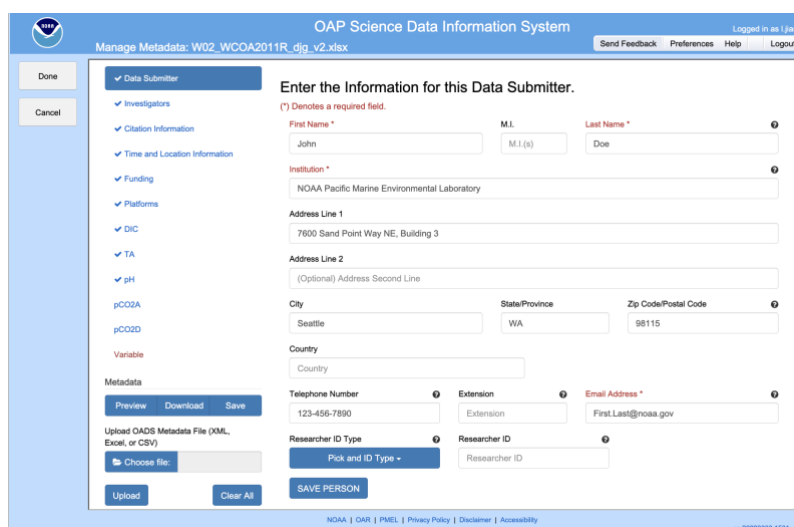 NOAA
OAP Science Data Information System
Logged in as l.jia
Manage Metadata: W02_WCOA2011R_djg_v2.xlsx
Send Feedback Preferences Help Logout
Done
Cancel
Data Submitter
Investigators
Citation Information
Time and Location Information
Funding
Platforms
DIC
TA
pH
pCO2A
pCO2D
Variable
Metadata
Preview Download Save
Upload OADS Metadata File (XML,
Excel, or CSV)
Choose file:
Upload Clear All
Enter the Information for this Data Submitter.
(*) Denotes a required field.
First Name * M.I. Last Name *
John M.I.(s) Doe
Institution *
NOAA Pacific Marine Environmental Laboratory
Address Line 1
7600 Sand Point Way NE, Building 3
Address Line 2
(Optional) Address Second Line
City State/Province Zip Code/Postal Code
Seattle WA 98115
Country
Country
Telephone Number Extension Email Address *
123-456-7890 Extension First.Last@noaa.gov
Researcher ID Type Researcher ID
Pick and ID Type Researcher ID
SAVE PERSON
NOAA | OAR | PMEL | Privacy Policy | Disclaimer | Accessibility